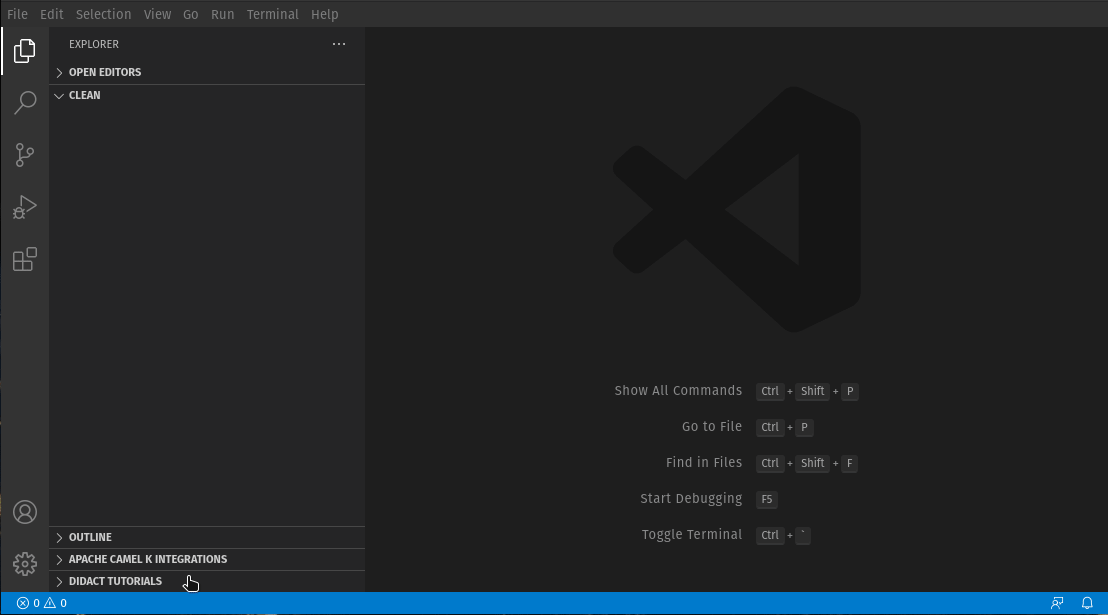 File Edit Selection View Go Run Terminal Help
EXPLORER
OPEN EDITORS
CLEAN
Show All Commands Ctrl + Shift + P
Go to File Ctrl + P
Find in Files Ctrl + Shift + F
Start Debugging F5
Toggle Terminal Ctrl + `
OUTLINE
APACHE CAMEL K INTEGRATIONS
DIDACT TUTORIALS
0 0